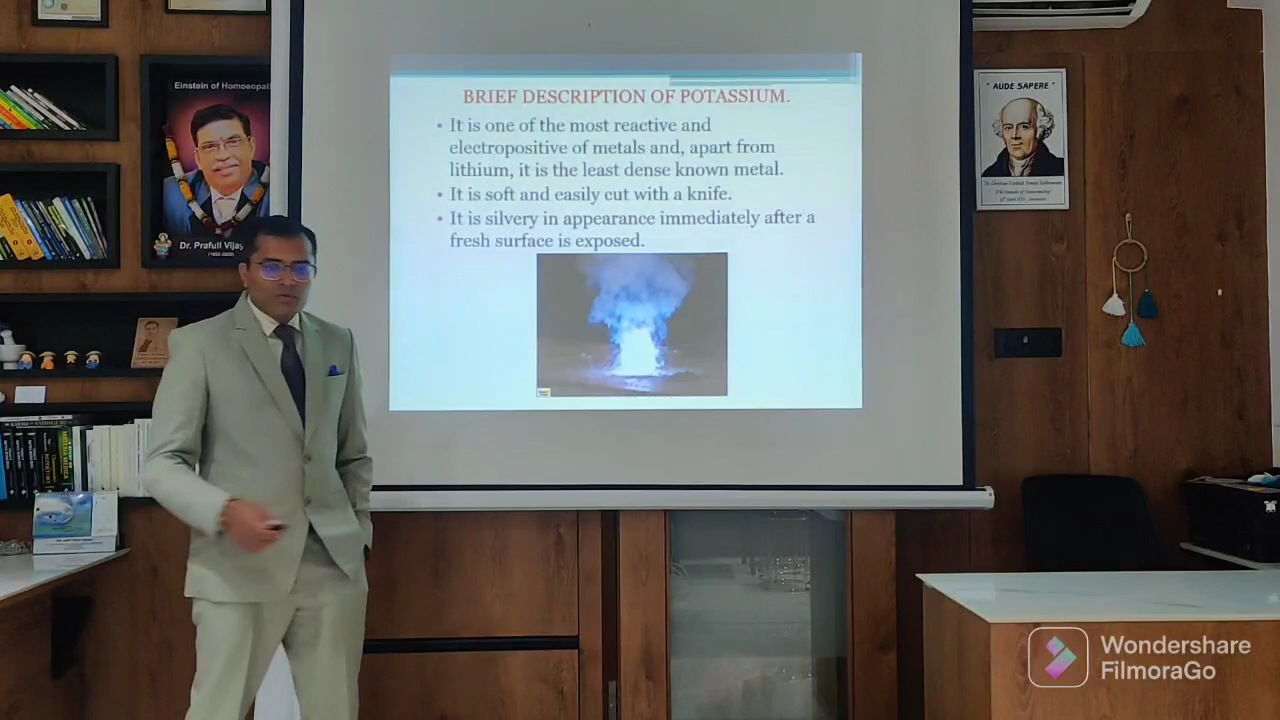 BRIEF DESCRIPTION OF POTASSIUM.
• It is one of the most reactive and
electropositive of metals and, apart from
lithium, it is the least dense known metal.
• It is soft and easily cut with a knife.
• It is silvery in appearance immediately after a
fresh surface is exposed.
Einstein of Homoeopat
Dr. Prafull Vijay
" AUDE SAPERE "
Wondershare
FilmoraGo